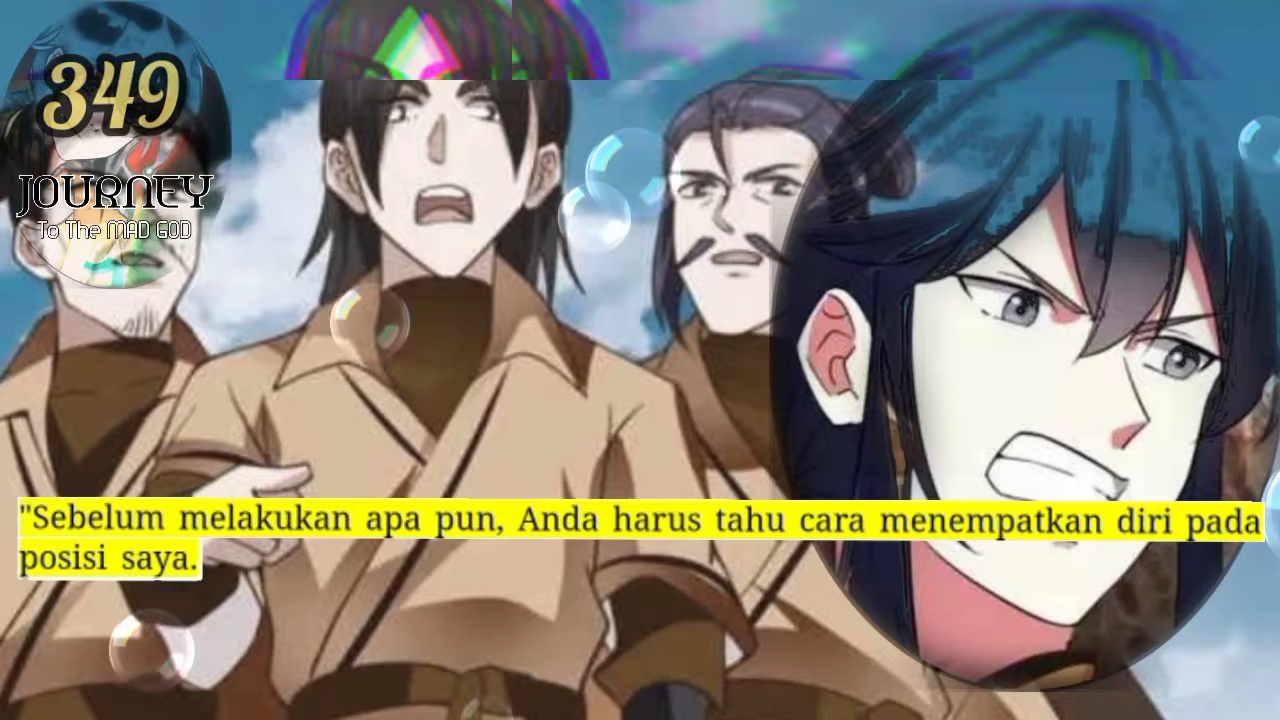 349
JOURNEY
To The MAD GOD
"Sebelum melakukan apa pun, Anda harus tahu cara menempatkan diri pada
posisi saya.